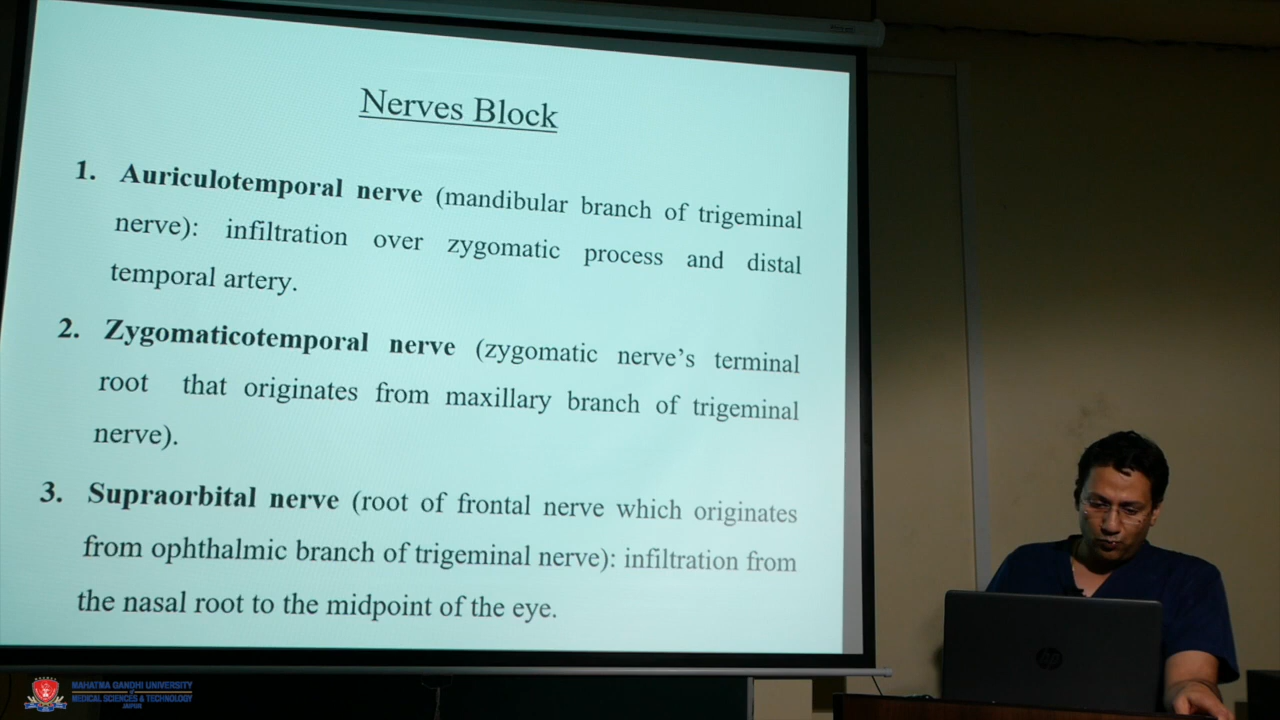 Nerves Block
1. Auriculotemporal nerve (mandibular branch of trigeminal
nerve): infiltration over zygomatic process and distal
temporal artery.
2. Zygomaticotemporal nerve (zygomatic nerve's terminal
root that originates from maxillary branch of trigeminal
nerve).
3. Supraorbital nerve (root of frontal nerve which originates
from ophthalmic branch of trigeminal nerve): infiltration from
the nasal root to the midpoint of the eye.
hp
MAHATMA GANDHI UNIVERSITY
of
MEDICAL SCIENCES & TECHNOLOGY
JAIPUR